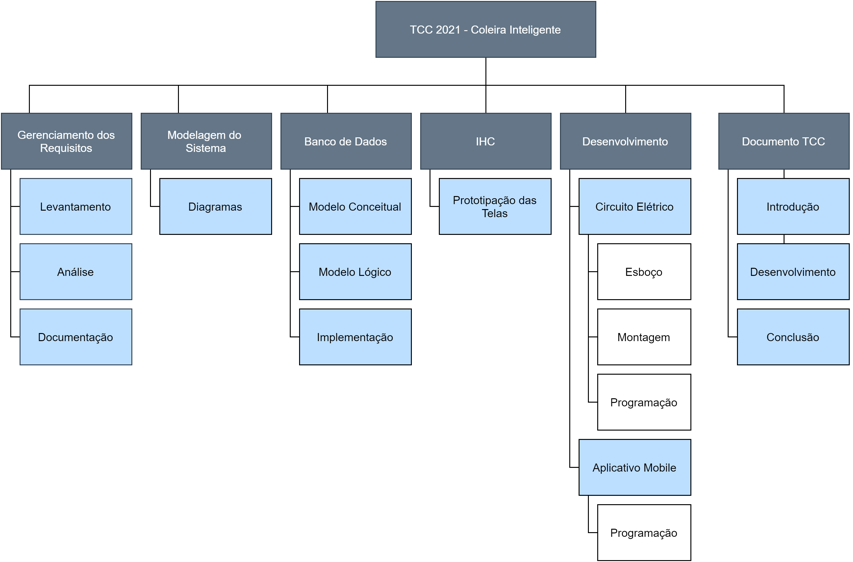 TCC 2021 - Coleira Inteligente
Gerenciamento dos
Requisitos
Levantamento
Análise
Documentação
Modelagem do
Sistema
Diagramas
Banco de Dados
Modelo Conceitual
Modelo Lógico
Implementação
IHC
Prototipação das
Telas
Desenvolvimento
Circuito Elétrico
Esboço
Montagem
Programação
Aplicativo Mobile
Programação
Documento TCC
Introdução
Desenvolvimento
Conclusão